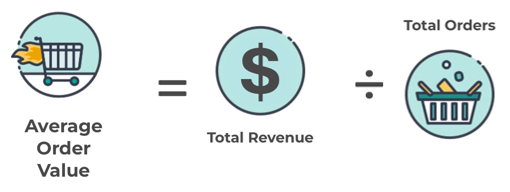 Total Orders
$
=
÷
Total Revenue
Average
Order
Value